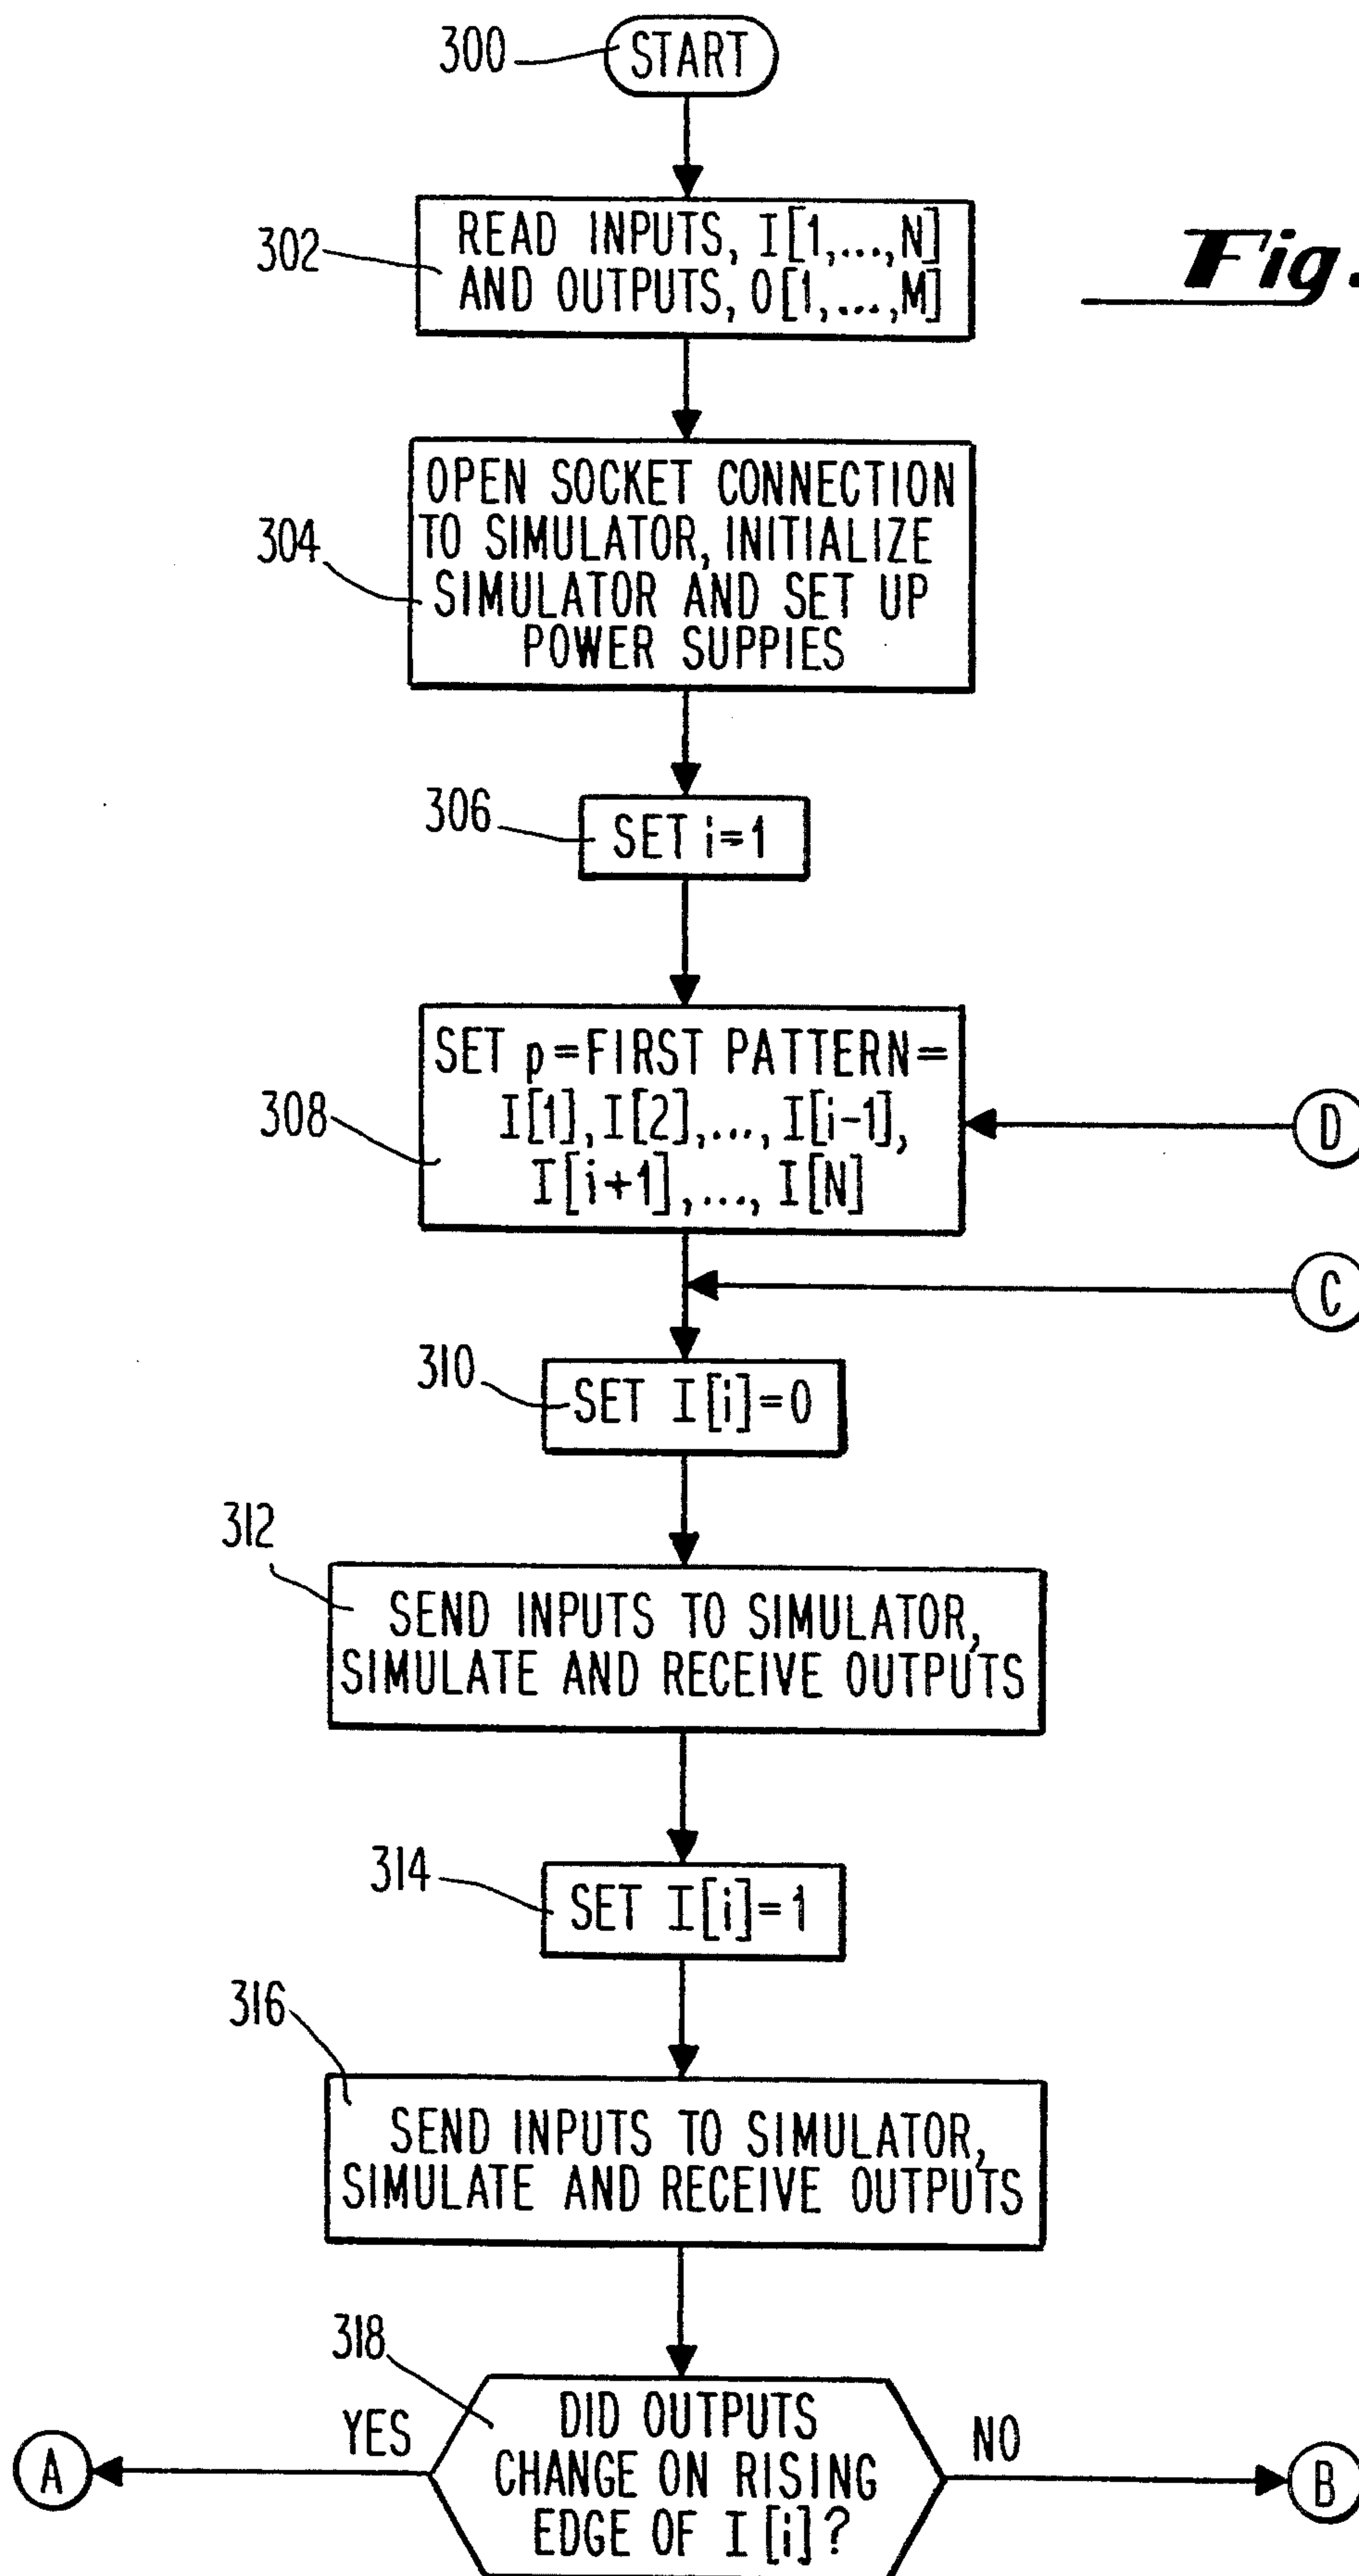 300
START
302
READ INPUTS, I[1,...,N]
AND OUTPUTS, O[1,...,M]
Fig.
304
OPEN SOCKET CONNECTION
TO SIMULATOR, INITIALIZE
SIMULATOR AND SET UP
POWER SUPPIES
306
SET i=1
308
SET p=FIRST PATTERN=
I[1], I[2],..., I[i-1],
I[i+1],..., I[N]
D
C
310
SET I[i]=0
312
SEND INPUTS TO SIMULATOR,
SIMULATE AND RECEIVE OUTPUTS
314
SET I[i]=1
316
SEND INPUTS TO SIMULATOR,
SIMULATE AND RECEIVE OUTPUTS
318
DID OUTPUTS
CHANGE ON RISING
EDGE OF I[i]?
YES
A
NO
B